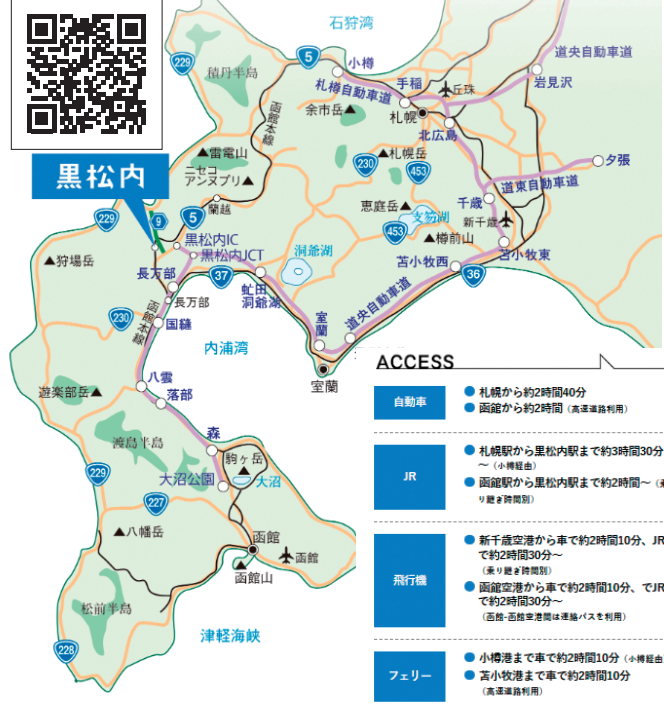 石狩湾
5
小樽
道央自動車道
229
積丹半島
札樽自動車道
手稲
丘珠
岩見沢
余市岳
札幌
函館本線
北広島
雷電山
230
札幌岳
453
夕張
黒松内
ニセコ
アンヌプリ
道東自動車道
蘭越
千歳
229
9
5
恵庭岳
支笏湖
新千歳
453
樽前山
黒松内IC
黒松内JCT
洞爺湖
苫小牧西
苫小牧東
狩場岳
長万部
37
虻田
洞爺湖
36
長万部
函館本線
230
国縫
室蘭
道央自動車道
内浦湾
室蘭
八雲
遊楽部岳
落部
渡島半島
森
駒ヶ岳
229
大沼公園
大沼
227
八幡岳
函館
函館
函館山
松前半島
津軽海峡
228
ACCESS
自動車
● 札幌から約2時間40分
● 函館から約2時間（高速道路利用）
JR
● 札幌駅から黒松内駅まで約3時間30分
～（小樽経由）
● 函館駅から黒松内駅まで約2時間～（乗
り継ぎ時間別）
飛行機
● 新千歳空港から車で約2時間10分、JR
で約2時間30分～
（乗り継ぎ時間別）
● 函館空港から車で約2時間10分、でJR
で約2時間30分～
（函館-函館空港間は連絡バスを利用）
フェリー
● 小樽港まで車で約2時間10分（小樽経由
● 苫小牧港まで車で約2時間10分
（高速道路利用）